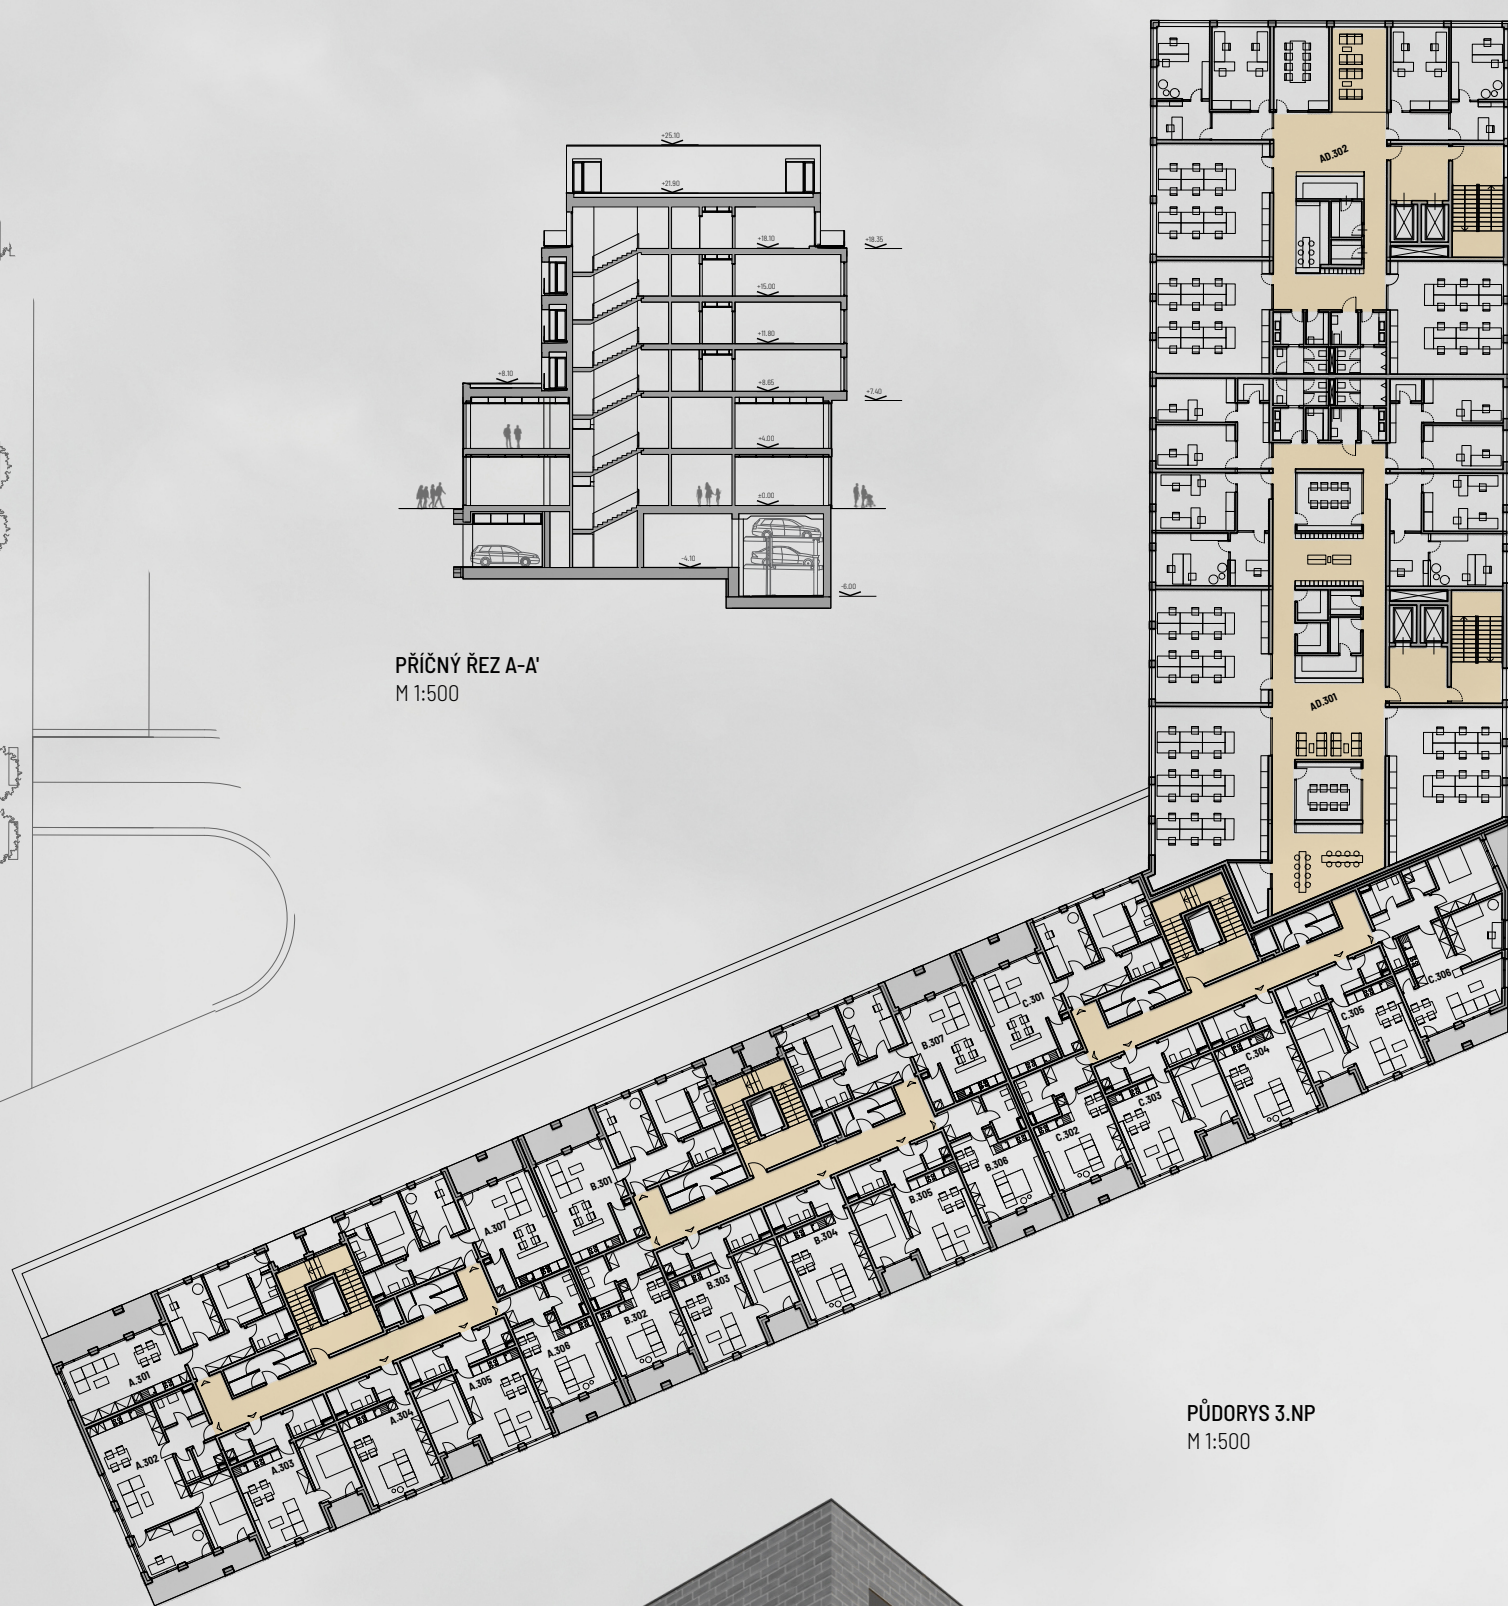 +25.10
+21.90
+18.10
+18.35
+15.00
+11.80
+8.10
+8.65
+7.40
+4.00
±0.00
-4.10
-6.00
PŘÍČNÝ ŘEZ A-A'
M 1:500
AD.302
AD.301
C.301
C.306
C.305
C.304
C.303
C.302
B.307
B.306
B.305
B.304
B.303
B.302
B.301
A.307
A.306
A.305
A.304
A.303
A.302
A.301
PŮDORYS 3.NP
M 1:500